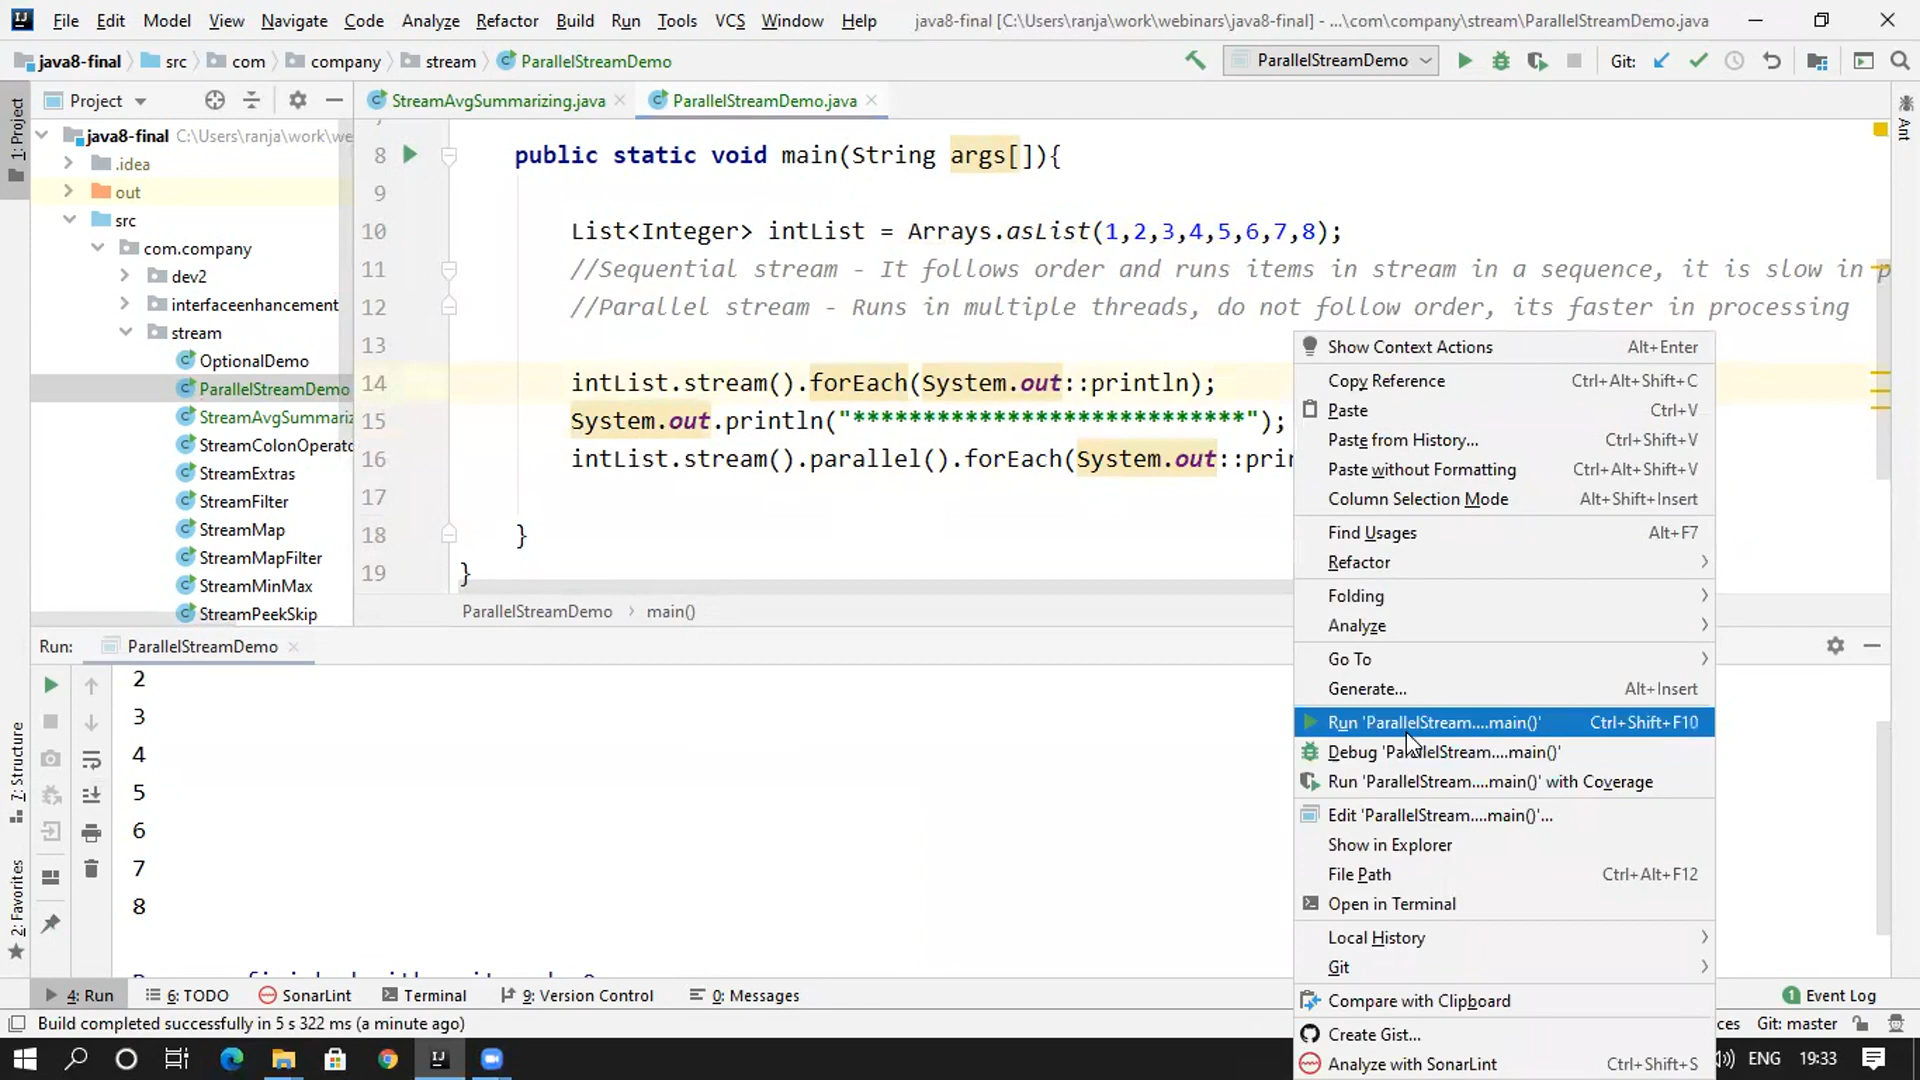 File Edit Model View Navigate Code Analyze Refactor Build Run Tools VCS Window Help java8-final [C:\Users\ranja\work\webinars\java8-final] - ...\com\company\stream\ParallelStreamDemo.java
java8-final src com company stream ParallelStreamDemo ParallelStreamDemo Git:
Project StreamAvgSummarizing.java ParallelStreamDemo.java
1: Project
Ant
java8-final C:\Users\ranja\work\we
.idea
out
src
com.company
dev2
interfaceenhancement
stream
OptionalDemo
ParallelStreamDemo
StreamAvgSummariz
StreamColonOperato
StreamExtras
StreamFilter
StreamMap
StreamMapFilter
StreamMinMax
StreamPeekSkip
8 public static void main(String args[]){
9
10 List<Integer> intList = Arrays.asList(1,2,3,4,5,6,7,8);
11 //Sequential stream - It follows order and runs items in stream in a sequence, it is slow in p
12 //Parallel stream - Runs in multiple threads, do not follow order, its faster in processing
13
14 intList.stream().forEach(System.out::println);
15 System.out.println("****************************");
16 intList.stream().parallel().forEach(System.out::prin
17
18 }
19 }
ParallelStreamDemo main()
Show Context Actions Alt+Enter
Copy Reference Ctrl+Alt+Shift+C
Paste Ctrl+V
Paste from History... Ctrl+Shift+V
Paste without Formatting Ctrl+Alt+Shift+V
Column Selection Mode Alt+Shift+Insert
Find Usages Alt+F7
Refactor
Folding
Analyze
Go To
Generate... Alt+Insert
Run 'ParallelStream....main()' Ctrl+Shift+F10
Debug 'ParallelStream....main()'
Run 'ParallelStream....main()' with Coverage
Edit 'ParallelStream....main()'...
Show in Explorer
File Path Ctrl+Alt+F12
Open in Terminal
Local History
Git
Compare with Clipboard
Create Gist...
Analyze with SonarLint Ctrl+Shift+S
Run: ParallelStreamDemo
2
3
4
5
6
7
8
7: Structure
2: Favorites
4: Run 6: TODO SonarLint Terminal 9: Version Control 0: Messages 1 Event Log
Build completed successfully in 5 s 322 ms (a minute ago) ces Git: master
ENG 19:33